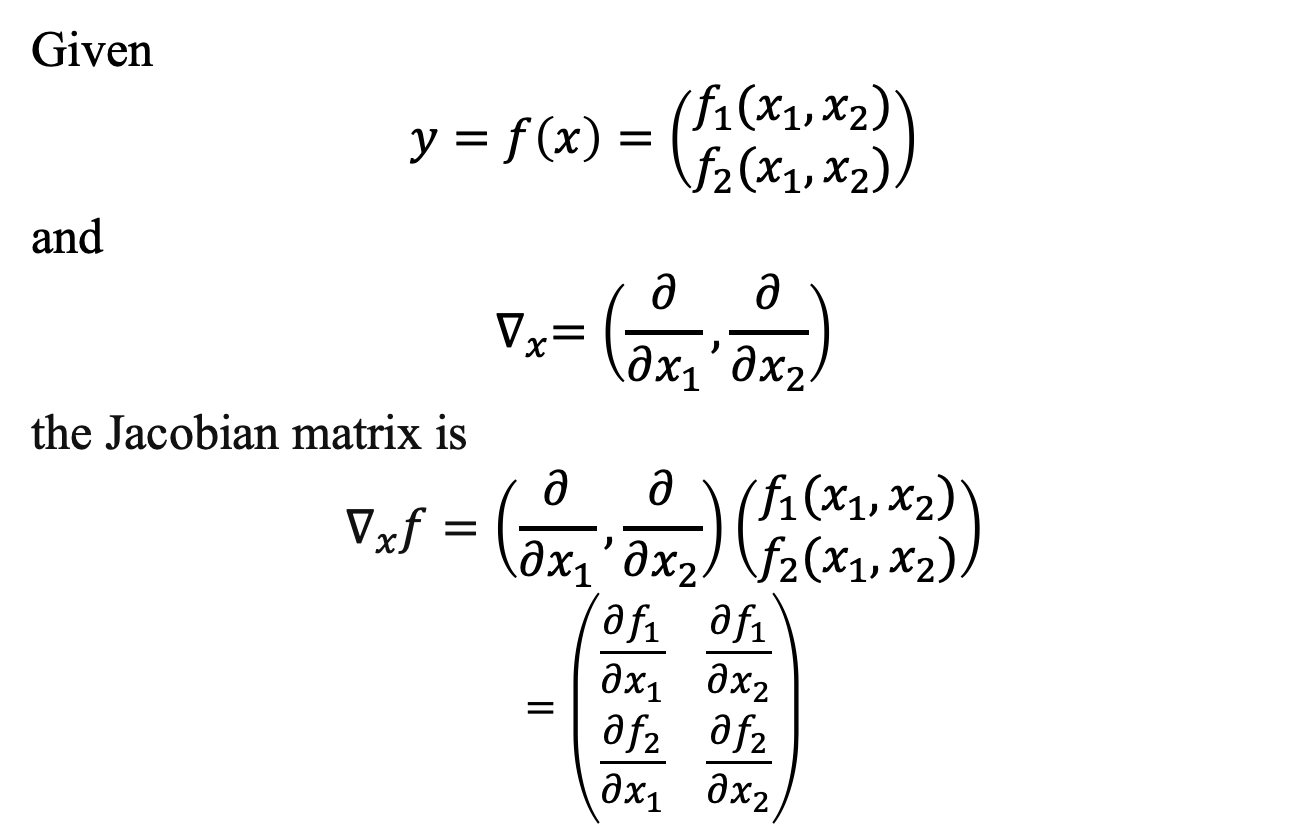 Given
y = f(x) = (f₁(x₁, x₂) f₂(x₁, x₂))
and
∇ₓ= (∂/∂x₁, ∂/∂x₂)
the Jacobian matrix is
∇ₓf = (∂/∂x₁, ∂/∂x₂) (f₁(x₁, x₂) f₂(x₁, x₂))
= (∂f₁/∂x₁ ∂f₁/∂x₂
∂f₂/∂x₁ ∂f₂/∂x₂)